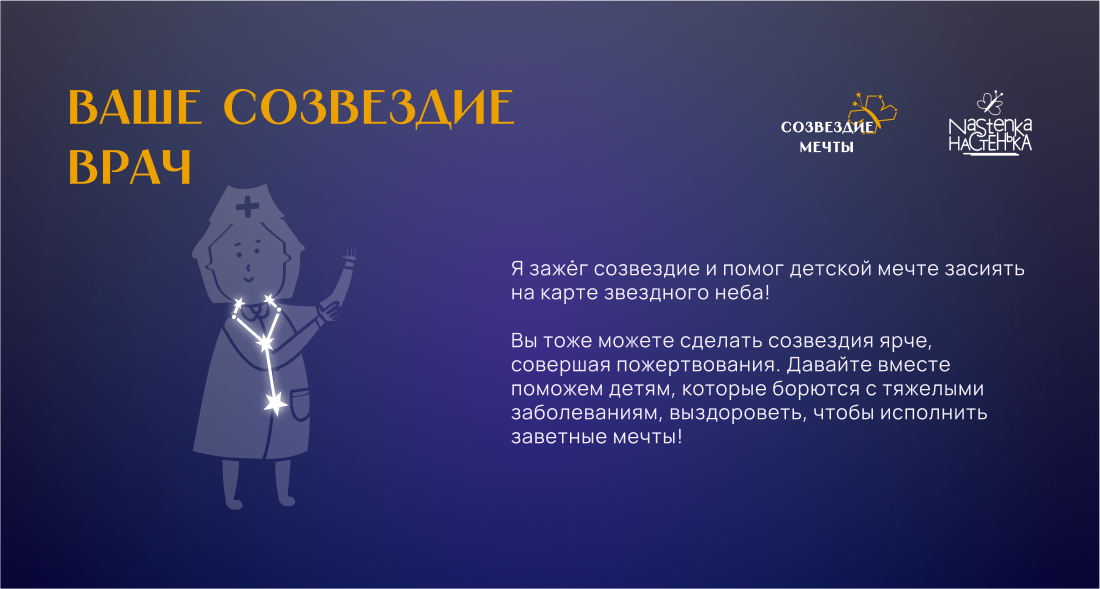 ВАШЕ СОЗВЕЗДИЕ
ВРАЧ
СОЗВЕЗДИЕ
МЕЧТЫ
Nastenka
НАСТЕНЬКА
Я зажёг созвездие и помог детской мечте засиять
на карте звездного неба!
Вы тоже можете сделать созвездия ярче,
совершая пожертвования. Давайте вместе
поможем детям, которые борются с тяжелыми
заболеваниям, выздороветь, чтобы исполнить
заветные мечты!